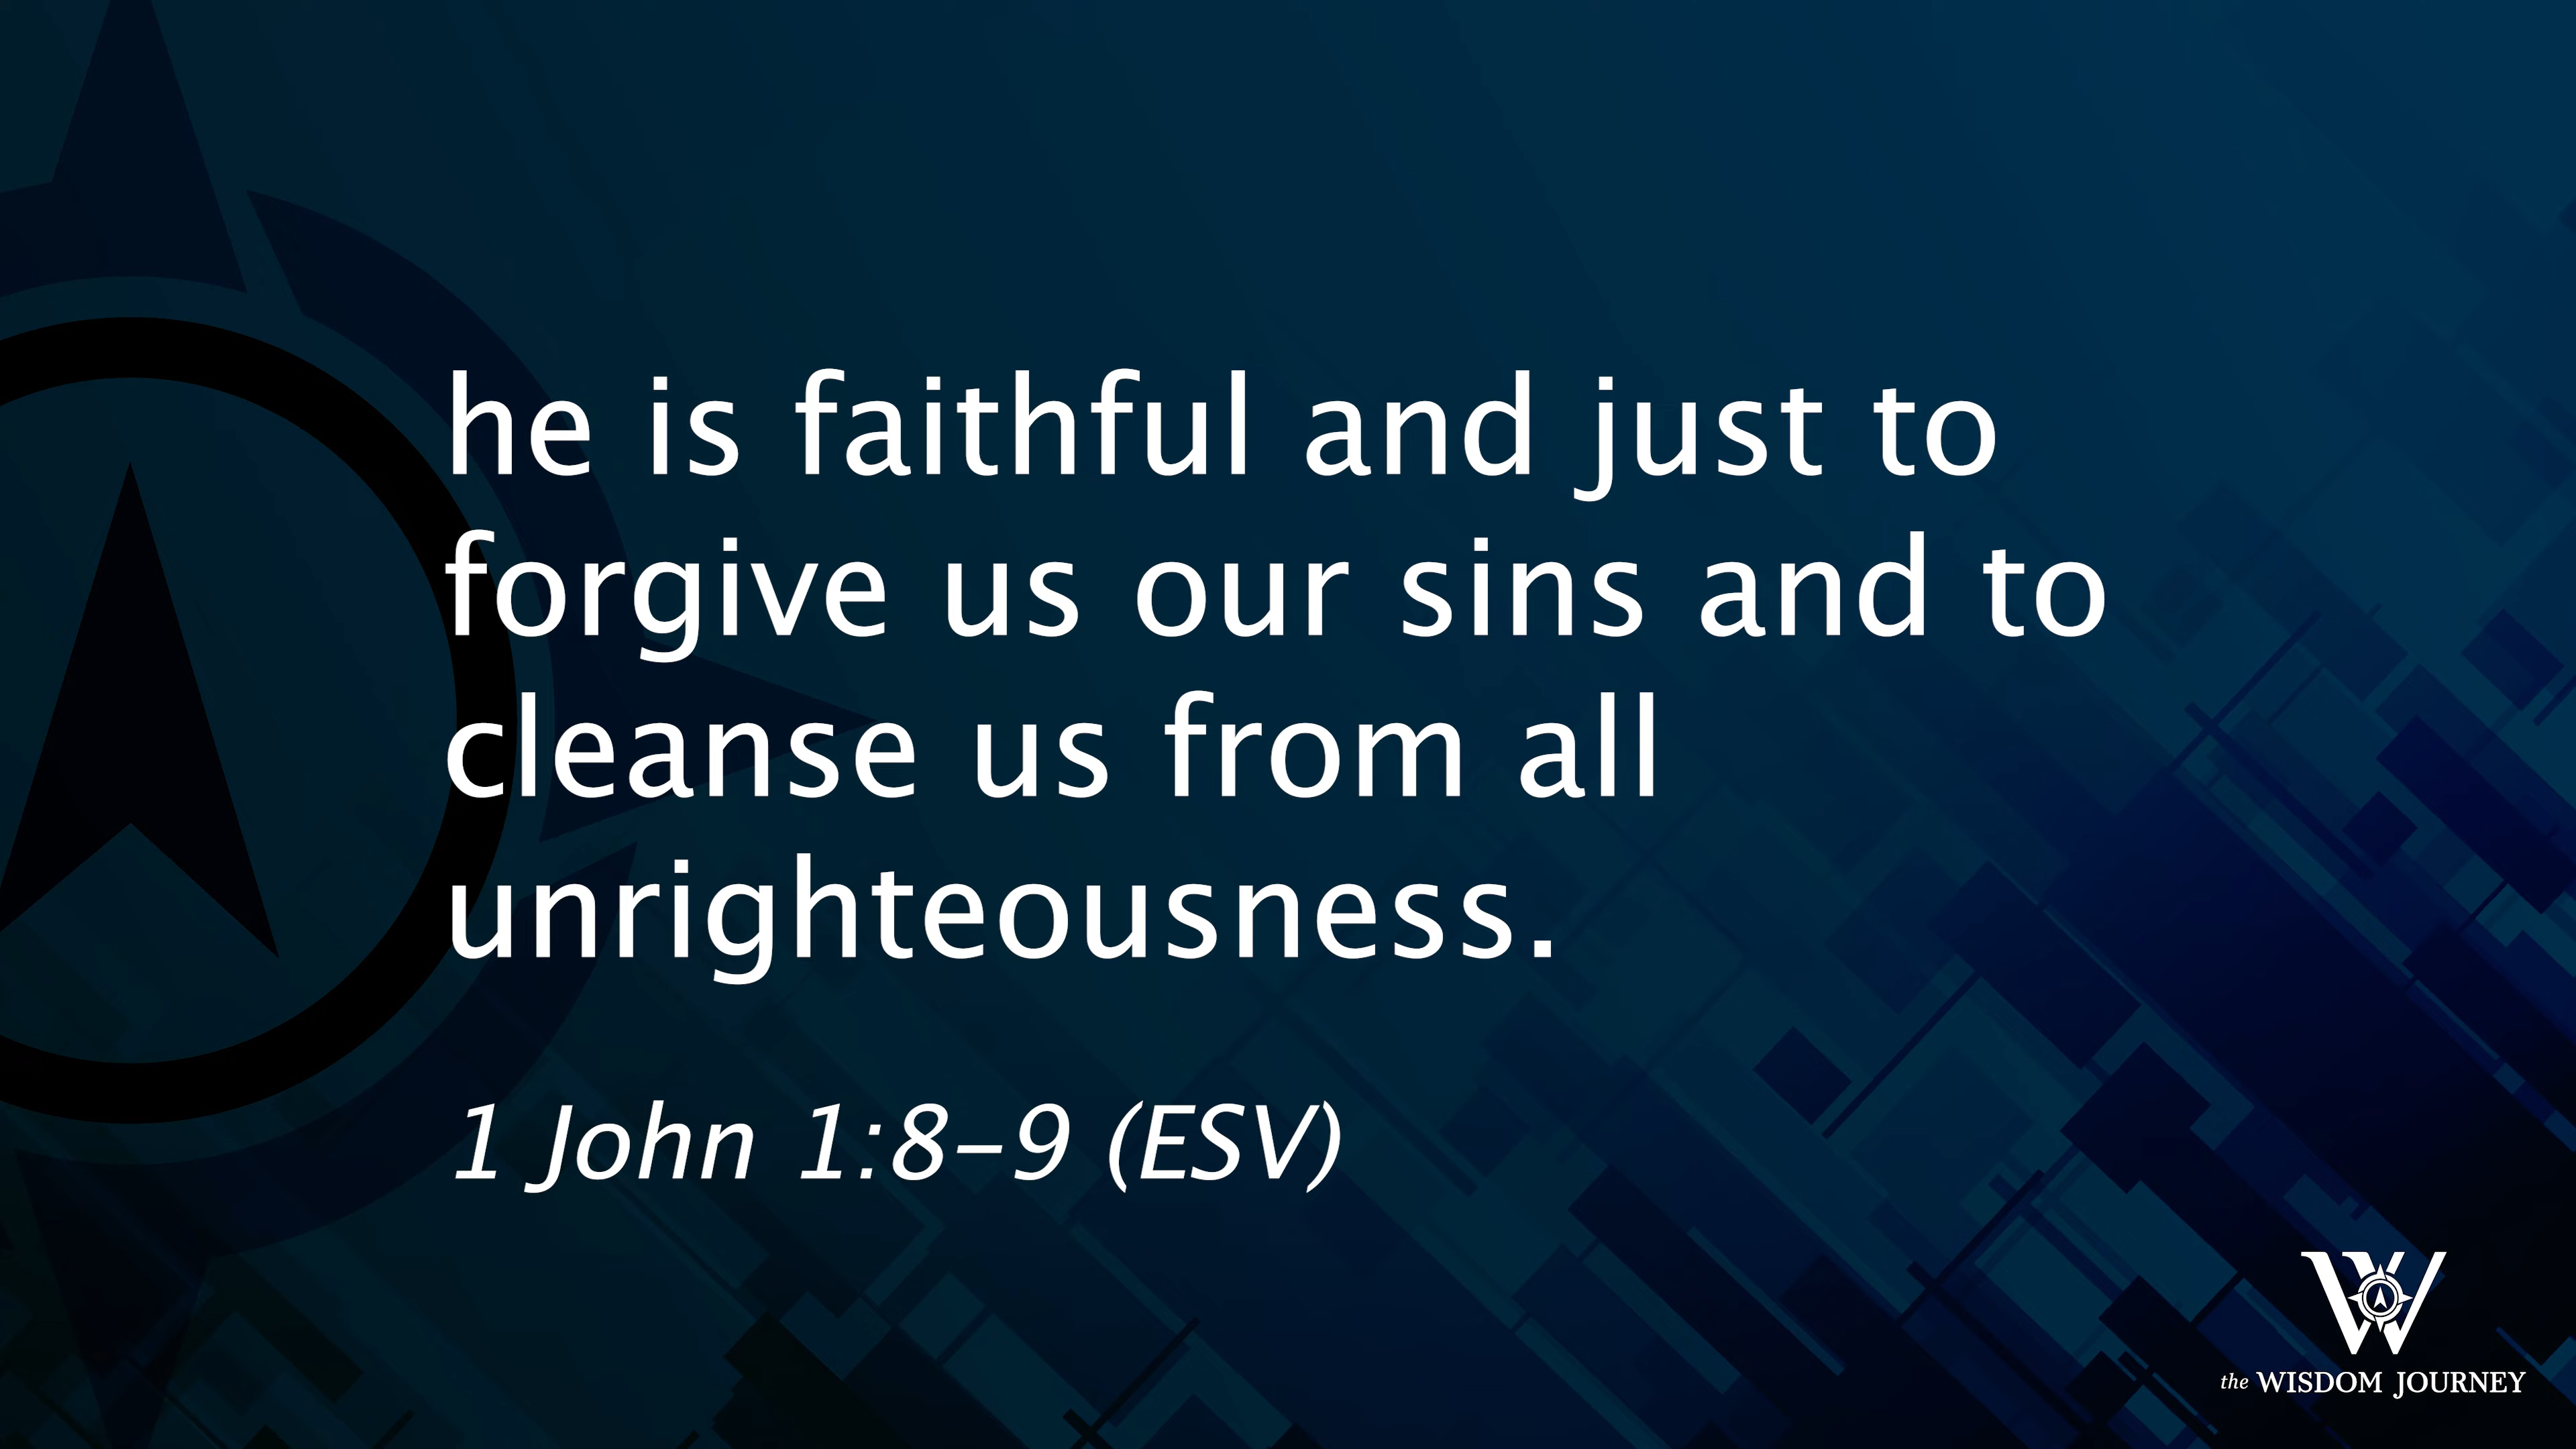 he is faithful and just to
forgive us our sins and to
cleanse us from all
unrighteousness.
1 John 1:8–9 (ESV)
W
the WISDOM JOURNEY